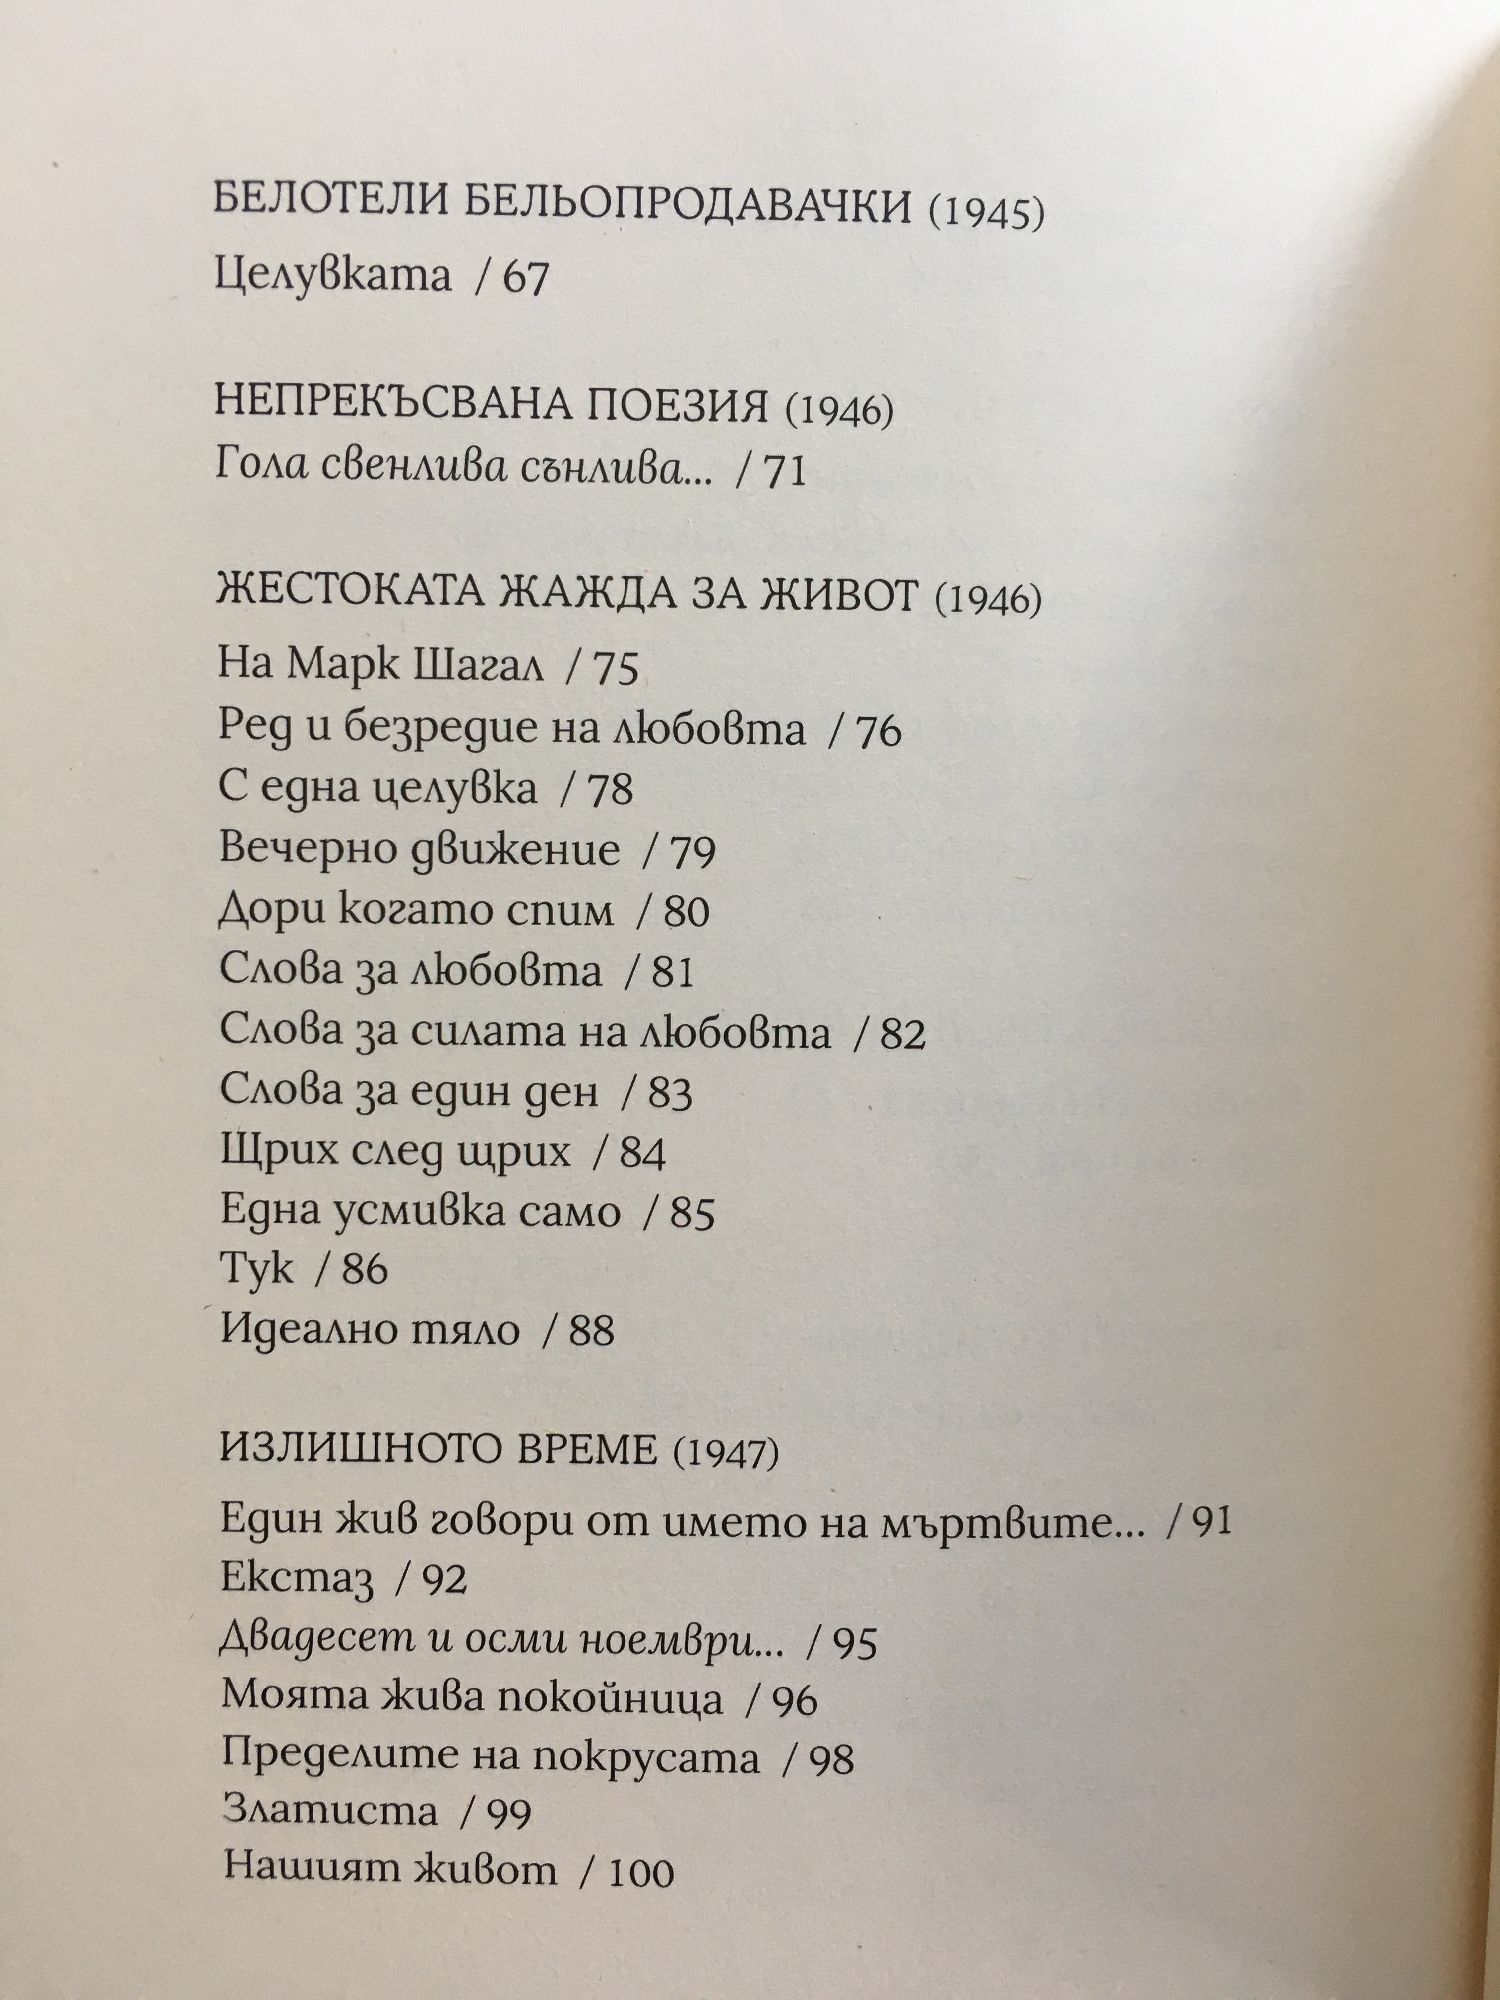 БЕЛОТЕЛИ БЕЛЬОПРОДАВАЧКИ (1945)
Целувката / 67
НЕПРЕКЪСВАНА ПОЕЗИЯ (1946)
Гола свенлива сънлива... / 71
ЖЕСТОКАТА ЖАЖДА ЗА ЖИВОТ (1946)
На Марк Шагал / 75
Ред и безредие на любовта / 76
С една целувка / 78
Вечерно движение / 79
Дори когато спим / 80
Слова за любовта / 81
Слова за силата на любовта / 82
Слова за един ден / 83
Щрих след щрих / 84
Една усмивка само / 85
Тук / 86
Идеално тяло / 88
ИЗЛИШНОТО ВРЕМЕ (1947)
Един жив говори от името на мъртвите... / 91
Екстаз / 92
Двадесет и осми ноември... / 95
Моята жива покойница / 96
Пределите на покрусата / 98
Златиста / 99
Нашият живот / 100